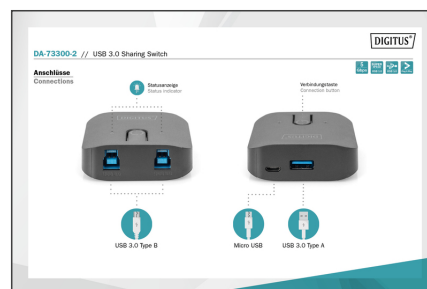 DIGITUS®
DA-73300-2 // USB 3.0 Sharing Switch
Anschlüsse
Connections
Statusanzeige
Status indicator
Verbindungstaste
Connection button
USB 3.0 Type B
Micro USB
USB 3.0 Type A